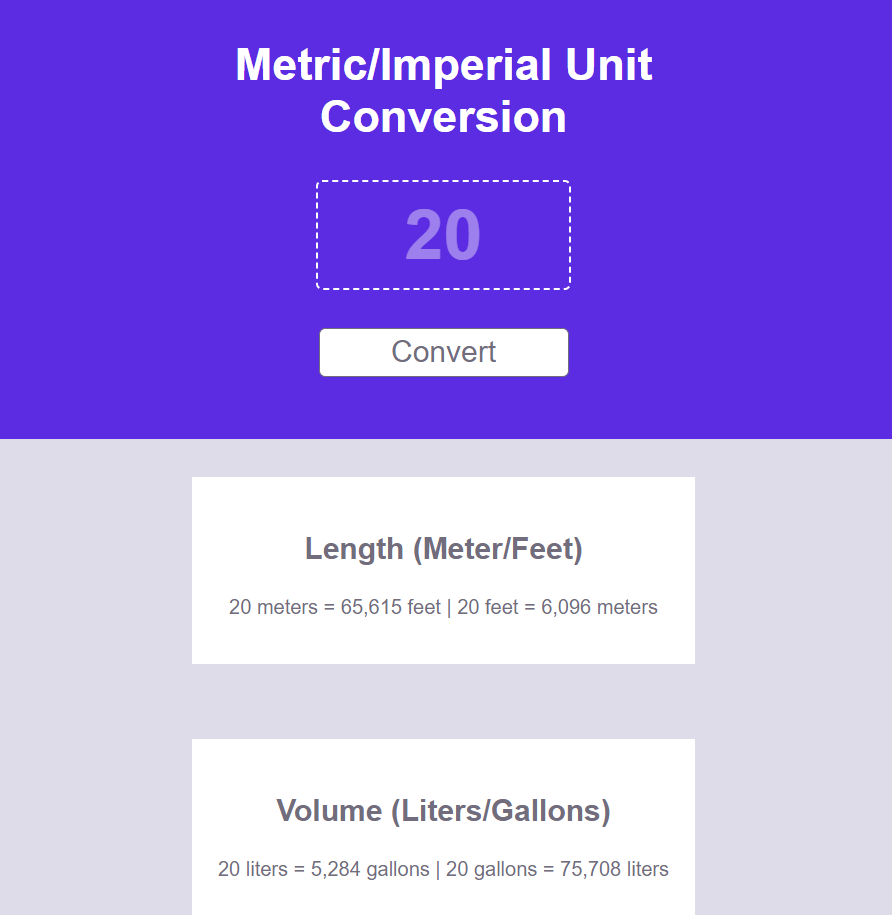 Metric/Imperial Unit
Conversion
20
Convert
Length (Meter/Feet)
20 meters = 65,615 feet | 20 feet = 6,096 meters
Volume (Liters/Gallons)
20 liters = 5,284 gallons | 20 gallons = 75,708 liters